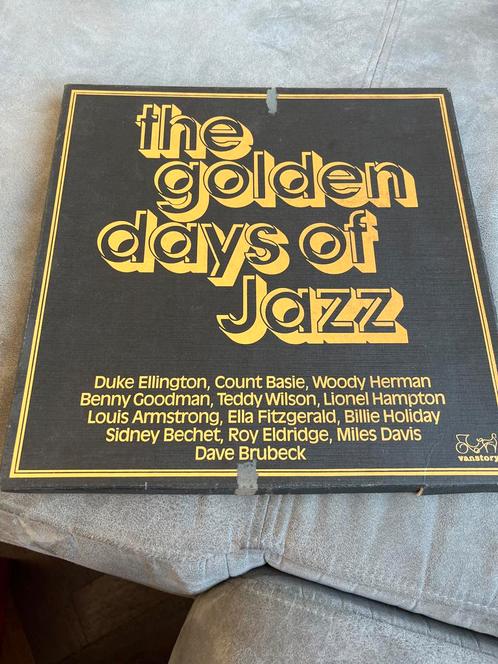 the
golden
days of
Jazz
Duke Ellington, Count Basie, Woody Herman
Benny Goodman, Teddy Wilson, Lionel Hampton
Louis Armstrong, Ella Fitzgerald, Billie Holiday
Sidney Bechet, Roy Eldridge, Miles Davis
Dave Brubeck
vanstory